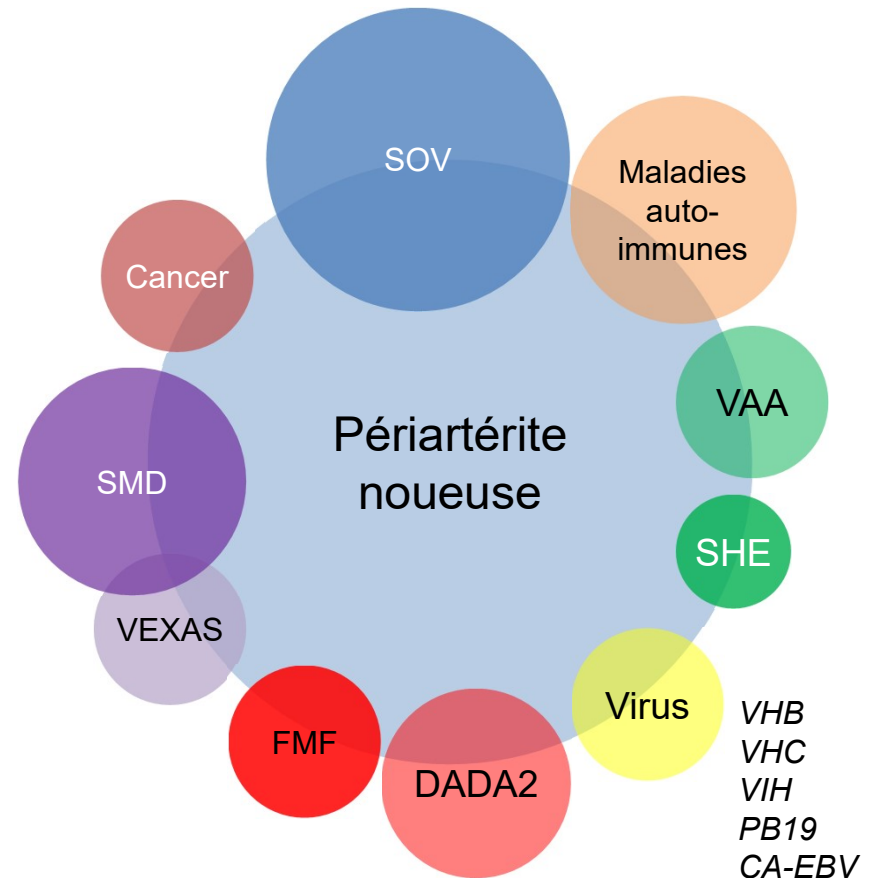 SOV
Maladies
auto-
immunes
Cancer
VAA
Périartérite
noueuse
SMD
SHE
VEXAS
Virus
FMF
DADA2
VHB
VHC
VIH
PB19
CA-EBV